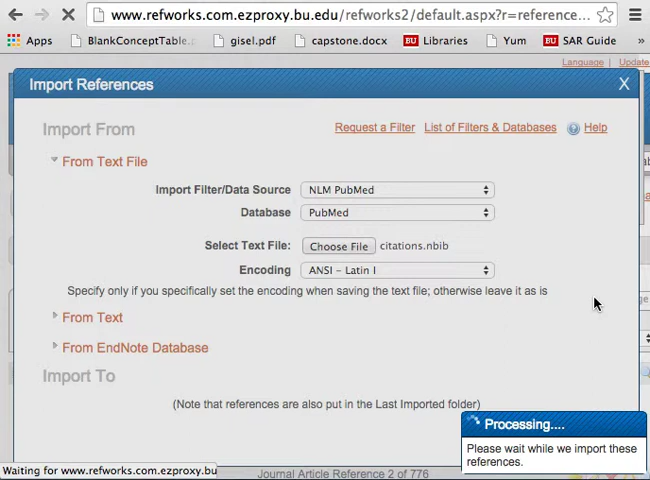 www.refworks.com.ezproxy.bu.edu/refworks2/default.aspx?r=reference...
Apps BlankConceptTable. gisel.pdf capstone.docx BU Libraries Yum BU SAR Guide »
Language | Update
Import References X
Import From Request a Filter List of Filters & Databases ? Help
From Text File
Import Filter/Data Source NLM PubMed
Database PubMed
Select Text File: Choose File citations.nbib
Encoding ANSI – Latin I
Specify only if you specifically set the encoding when saving the text file; otherwise leave it as is
From Text
From EndNote Database
Import To
(Note that references are also put in the Last Imported folder)
Processing....
Please wait while we import these
references.
Waiting for www.refworks.com.ezproxy.bu
Journal Article Reference 2 of 776